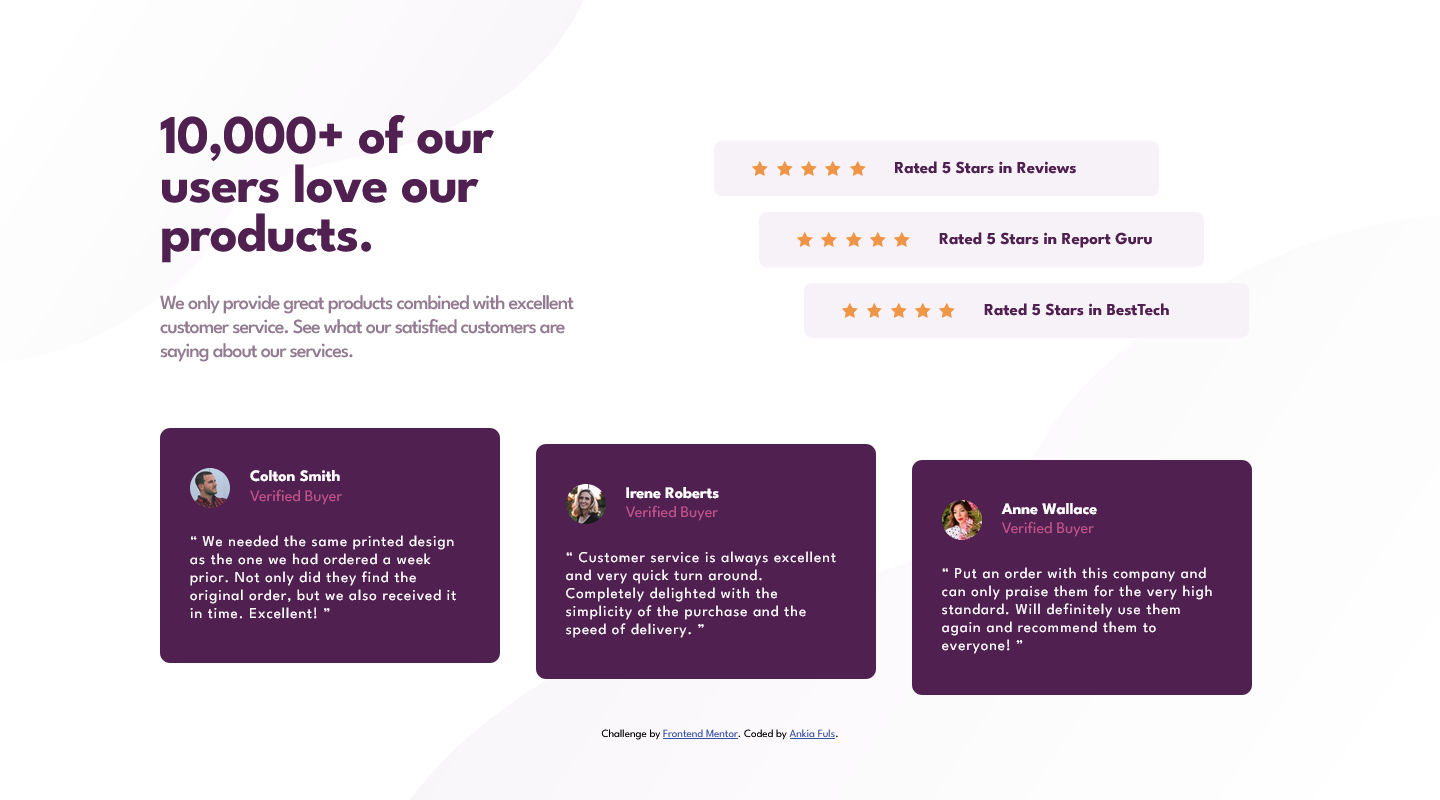 10,000+ of our
users love our
products.
We only provide great products combined with excellent
customer service. See what our satisfied customers are
saying about our services.
Rated 5 Stars in Reviews
Rated 5 Stars in Report Guru
Rated 5 Stars in BestTech
Colton Smith
Verified Buyer
“ We needed the same printed design
as the one we had ordered a week
prior. Not only did they find the
original order, but we also received it
in time. Excellent! ”
Irene Roberts
Verified Buyer
“ Customer service is always excellent
and very quick turn around.
Completely delighted with the
simplicity of the purchase and the
speed of delivery. ”
Anne Wallace
Verified Buyer
“ Put an order with this company and
can only praise them for the very high
standard. Will definitely use them
again and recommend them to
everyone! ”
Challenge by Frontend Mentor. Coded by Ankia Fuls.